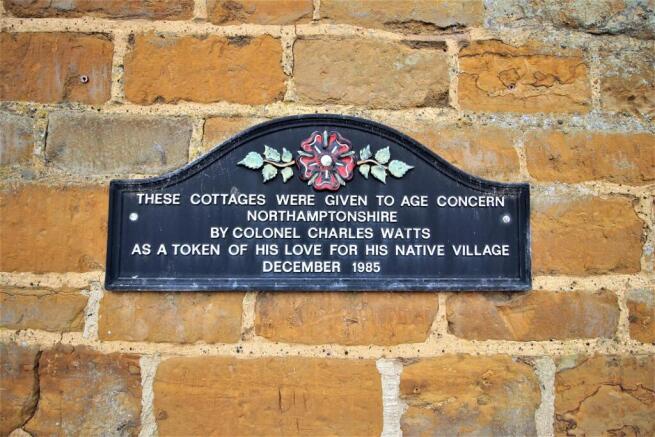 THESE COTTAGES WERE GIVEN TO AGE CONCERN
NORTHAMPTONSHIRE
BY COLONEL CHARLES WATTS
AS A TOKEN OF HIS LOVE FOR HIS NATIVE VILLAGE
DECEMBER 1985